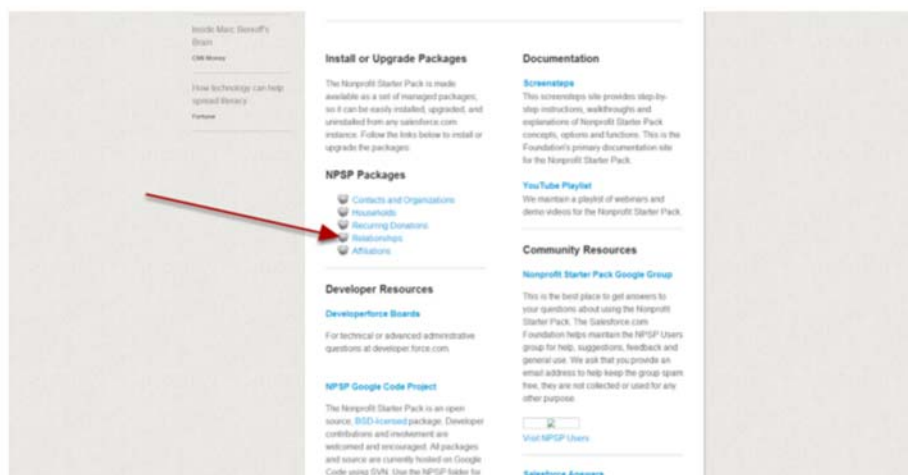 Inside Marc Benioff's
Brain
CNN Money
How technology can help
spread literacy
Fortune
Install or Upgrade Packages
The Nonprofit Starter Pack is made
available as a set of managed packages,
so it can be easily installed, upgraded, and
uninstalled from any salesforce.com
instance. Follow the links below to install or
upgrade the packages:
NPSP Packages
Contacts and Organizations
Households
Recurring Donations
Relationships
Affiliations
Developer Resources
Developerforce Boards
For technical or advanced administrative
questions at developer.force.com.
NPSP Google Code Project
The Nonprofit Starter Pack is an open
source, BSD-licensed package. Developer
contributions and involvement are
welcomed and encouraged. All packages
and source are currently hosted on Google
Code using SVN. Use the NPSP folder for
Documentation
Screensteps
This screensteps site provides step-by-
step instructions, walkthroughs and
explanations of Nonprofit Starter Pack
concepts, options and functions. This is the
Foundation's primary documentation site
for the Nonprofit Starter Pack.
YouTube Playlist
We maintain a playlist of webinars and
demo videos for the Nonprofit Starter Pack.
Community Resources
Nonprofit Starter Pack Google Group
This is the best place to get answers to
your questions about using the Nonprofit
Starter Pack. The Salesforce.com
Foundation helps maintain the NPSP Users
group for help, suggestions, feedback and
general use. We ask that you provide an
email address to help keep the group spam
free, they are not collected or used for any
other purpose.
Visit NPSP Users
Salesforce Answers